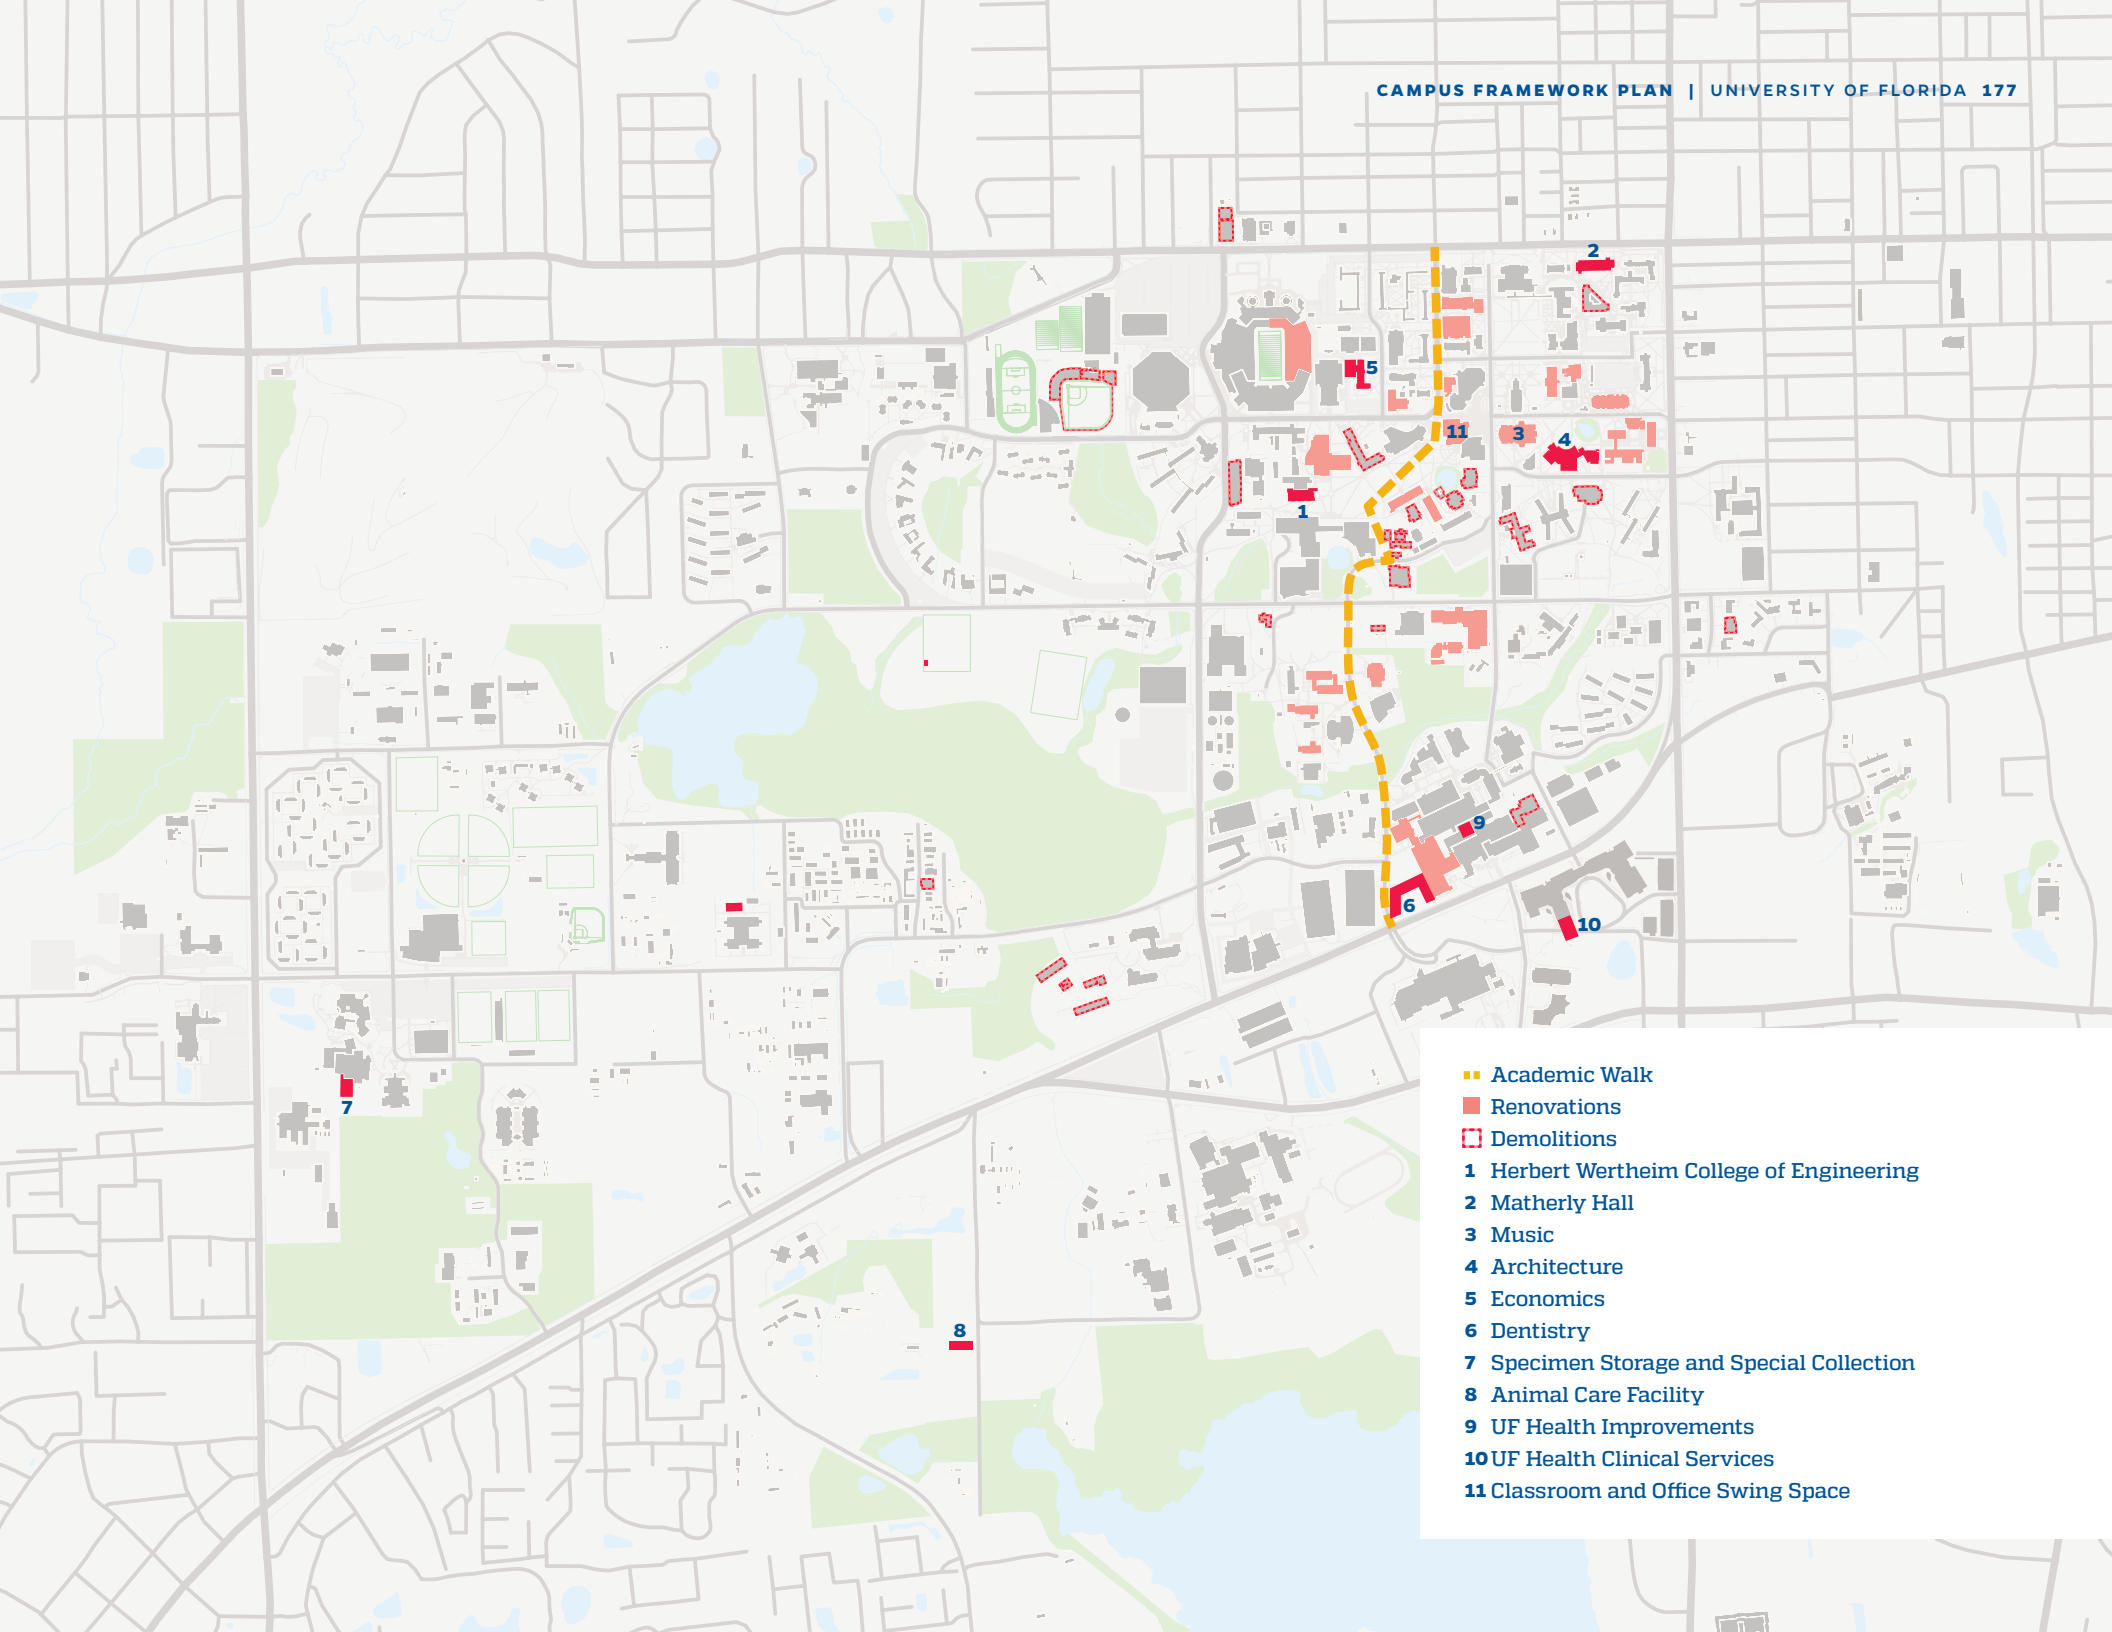 CAMPUS FRAMEWORK PLAN | UNIVERSITY OF FLORIDA 177
2
5
11
3
4
1
9
6
10
7
8
Academic Walk
Renovations
Demolitions
1 Herbert Wertheim College of Engineering
2 Matherly Hall
3 Music
4 Architecture
5 Economics
6 Dentistry
7 Specimen Storage and Special Collection
8 Animal Care Facility
9 UF Health Improvements
10 UF Health Clinical Services
11 Classroom and Office Swing Space